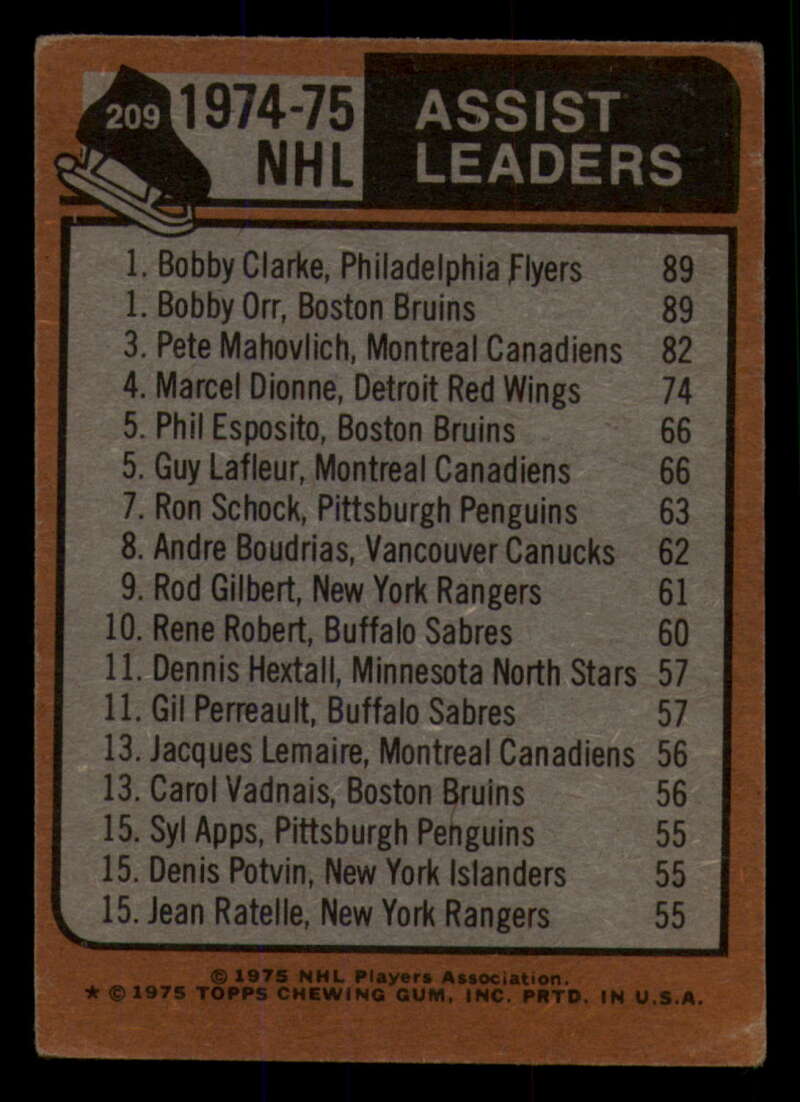 209 1974-75 NHL
ASSIST LEADERS
1. Bobby Clarke, Philadelphia Flyers 89
1. Bobby Orr, Boston Bruins 89
3. Pete Mahovlich, Montreal Canadiens 82
4. Marcel Dionne, Detroit Red Wings 74
5. Phil Esposito, Boston Bruins 66
5. Guy Lafleur, Montreal Canadiens 66
7. Ron Schock, Pittsburgh Penguins 63
8. Andre Boudrias, Vancouver Canucks 62
9. Rod Gilbert, New York Rangers 61
10. Rene Robert, Buffalo Sabres 60
11. Dennis Hextall, Minnesota North Stars 57
11. Gil Perreault, Buffalo Sabres 57
13. Jacques Lemaire, Montreal Canadiens 56
13. Carol Vadnais, Boston Bruins 56
15. Syl Apps, Pittsburgh Penguins 55
15. Denis Potvin, New York Islanders 55
15. Jean Ratelle, New York Rangers 55
© 1975 NHL Players Association.
* © 1975 TOPPS CHEWING GUM, INC. PRTD. IN U.S.A.